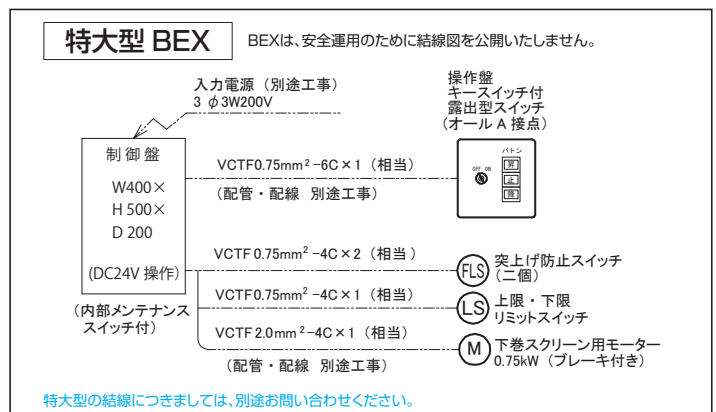 特大型 BEX
BEXは、安全運用のために結線図を公開いたしません。
入力電源（別途工事）
3 φ3W200V
操作盤
キースイッチ付
露出型スイッチ
（オール A 接点）
制御盤
W400×
H 500×
D 200
(DC24V 操作)
（内部メンテナンス
スイッチ付）
VCTF0.75mm²-6C×1（相当）
（配管・配線 別途工事）
バトン
OFF ON
昇
止
降
VCTF0.75mm²-4C×2（相当）
FLS
突上げ防止スイッチ
（二個）
VCTF0.75mm²-4C×1（相当）
LS
上限・下限
リミットスイッチ
VCTF2.0mm²-4C×1（相当）
（配管・配線 別途工事）
M
下巻スクリーン用モーター
0.75kW（ブレーキ付き）
特大型の結線につきましては、別途お問い合わせください。